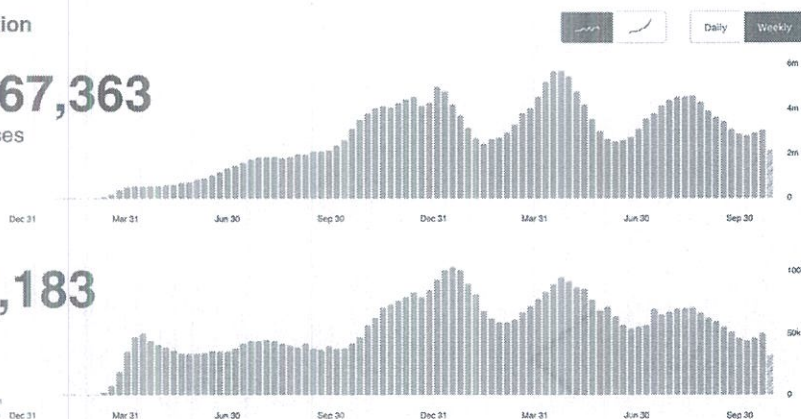 ion
Daily Weekly
67,363
ses
6m
4m
2m
0
Dec 31 Mar 31 Jun 30 Sep 30 Dec 31 Mar 31 Jun 30 Sep 30
,183
100
50k
0
Dec 31 Mar 31 Jun 30 Sep 30 Dec 31 Mar 31 Jun 30 Sep 30